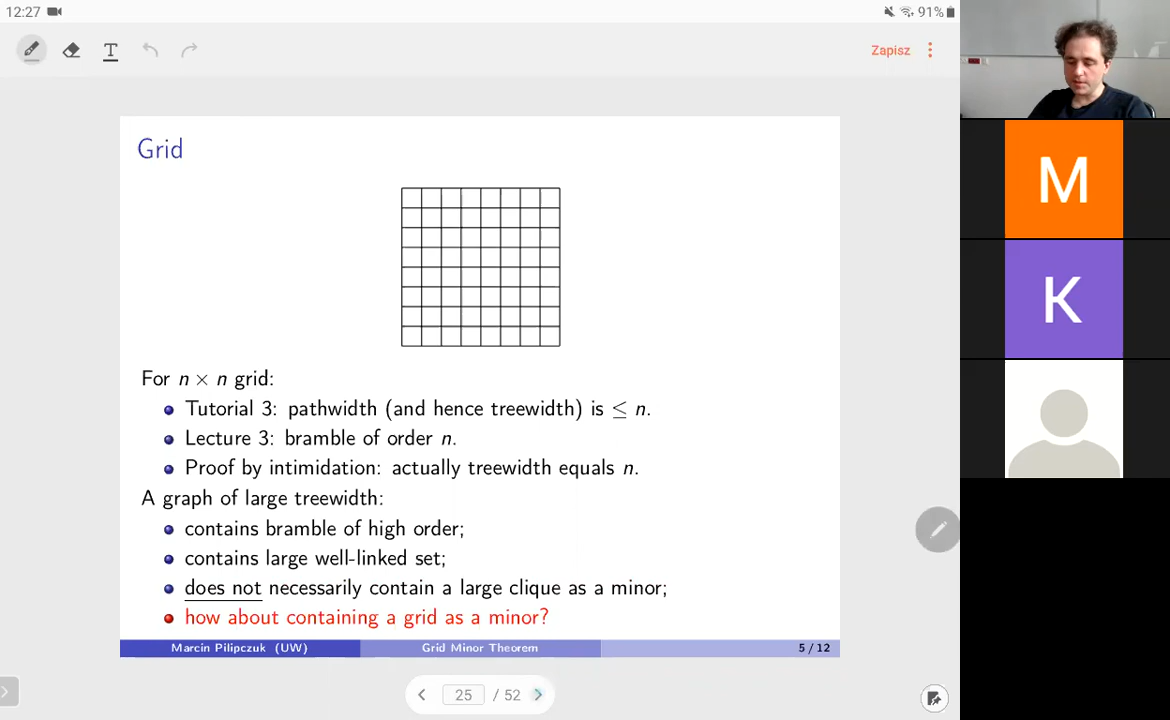 12:27
91%
T
Zapisz
Grid
For n × n grid:
Tutorial 3: pathwidth (and hence treewidth) is ≤ n.
Lecture 3: bramble of order n.
Proof by intimidation: actually treewidth equals n.
A graph of large treewidth:
contains bramble of high order;
contains large well-linked set;
does not necessarily contain a large clique as a minor;
how about containing a grid as a minor?
Marcin Pilipczuk (UW) Grid Minor Theorem 5 / 12
25 / 52
M
K